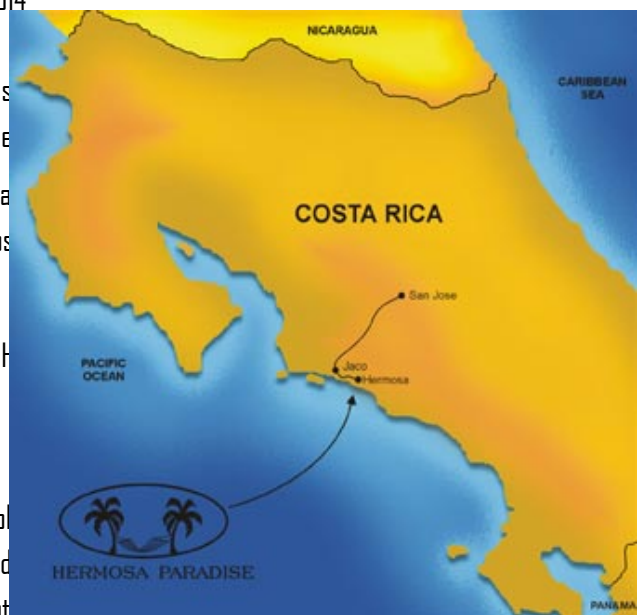 NICARAGUA
CARIBBEAN
SEA
COSTA RICA
San Jose
Jaco
Hermosa
PACIFIC
OCEAN
HERMOSA PARADISE
PANAMA